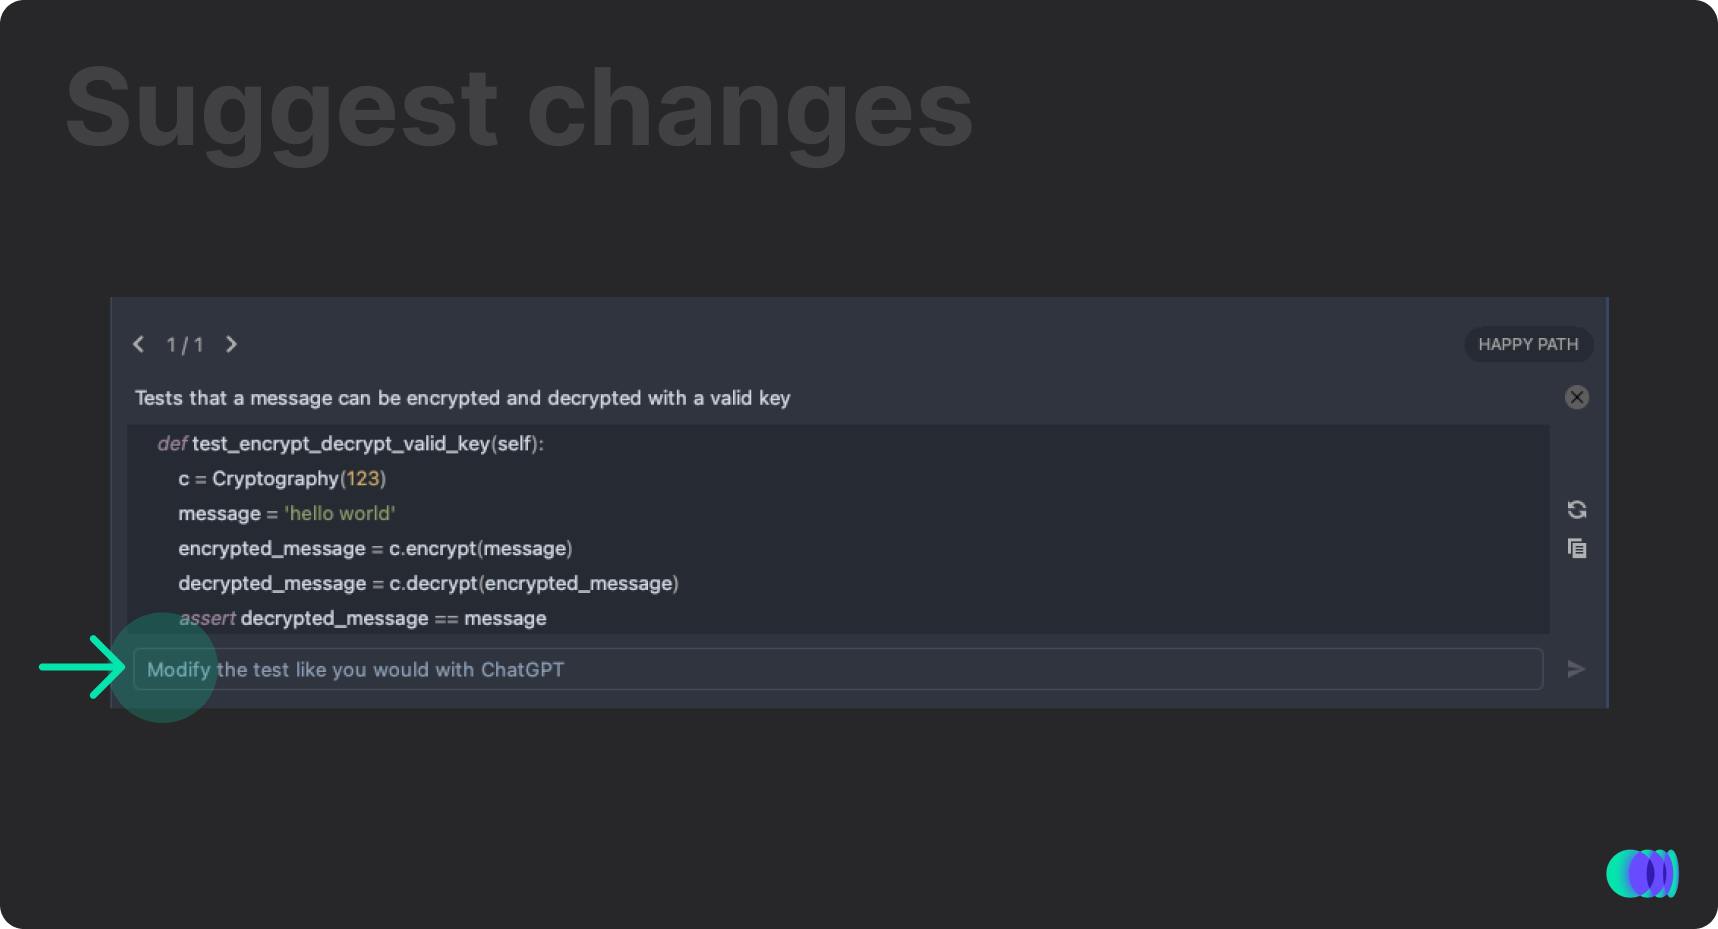 Suggest changes
1 / 1
HAPPY PATH
Tests that a message can be encrypted and decrypted with a valid key
def test_encrypt_decrypt_valid_key(self):
c = Cryptography(123)
message = 'hello world'
encrypted_message = c.encrypt(message)
decrypted_message = c.decrypt(encrypted_message)
assert decrypted_message == message
Modify the test like you would with ChatGPT